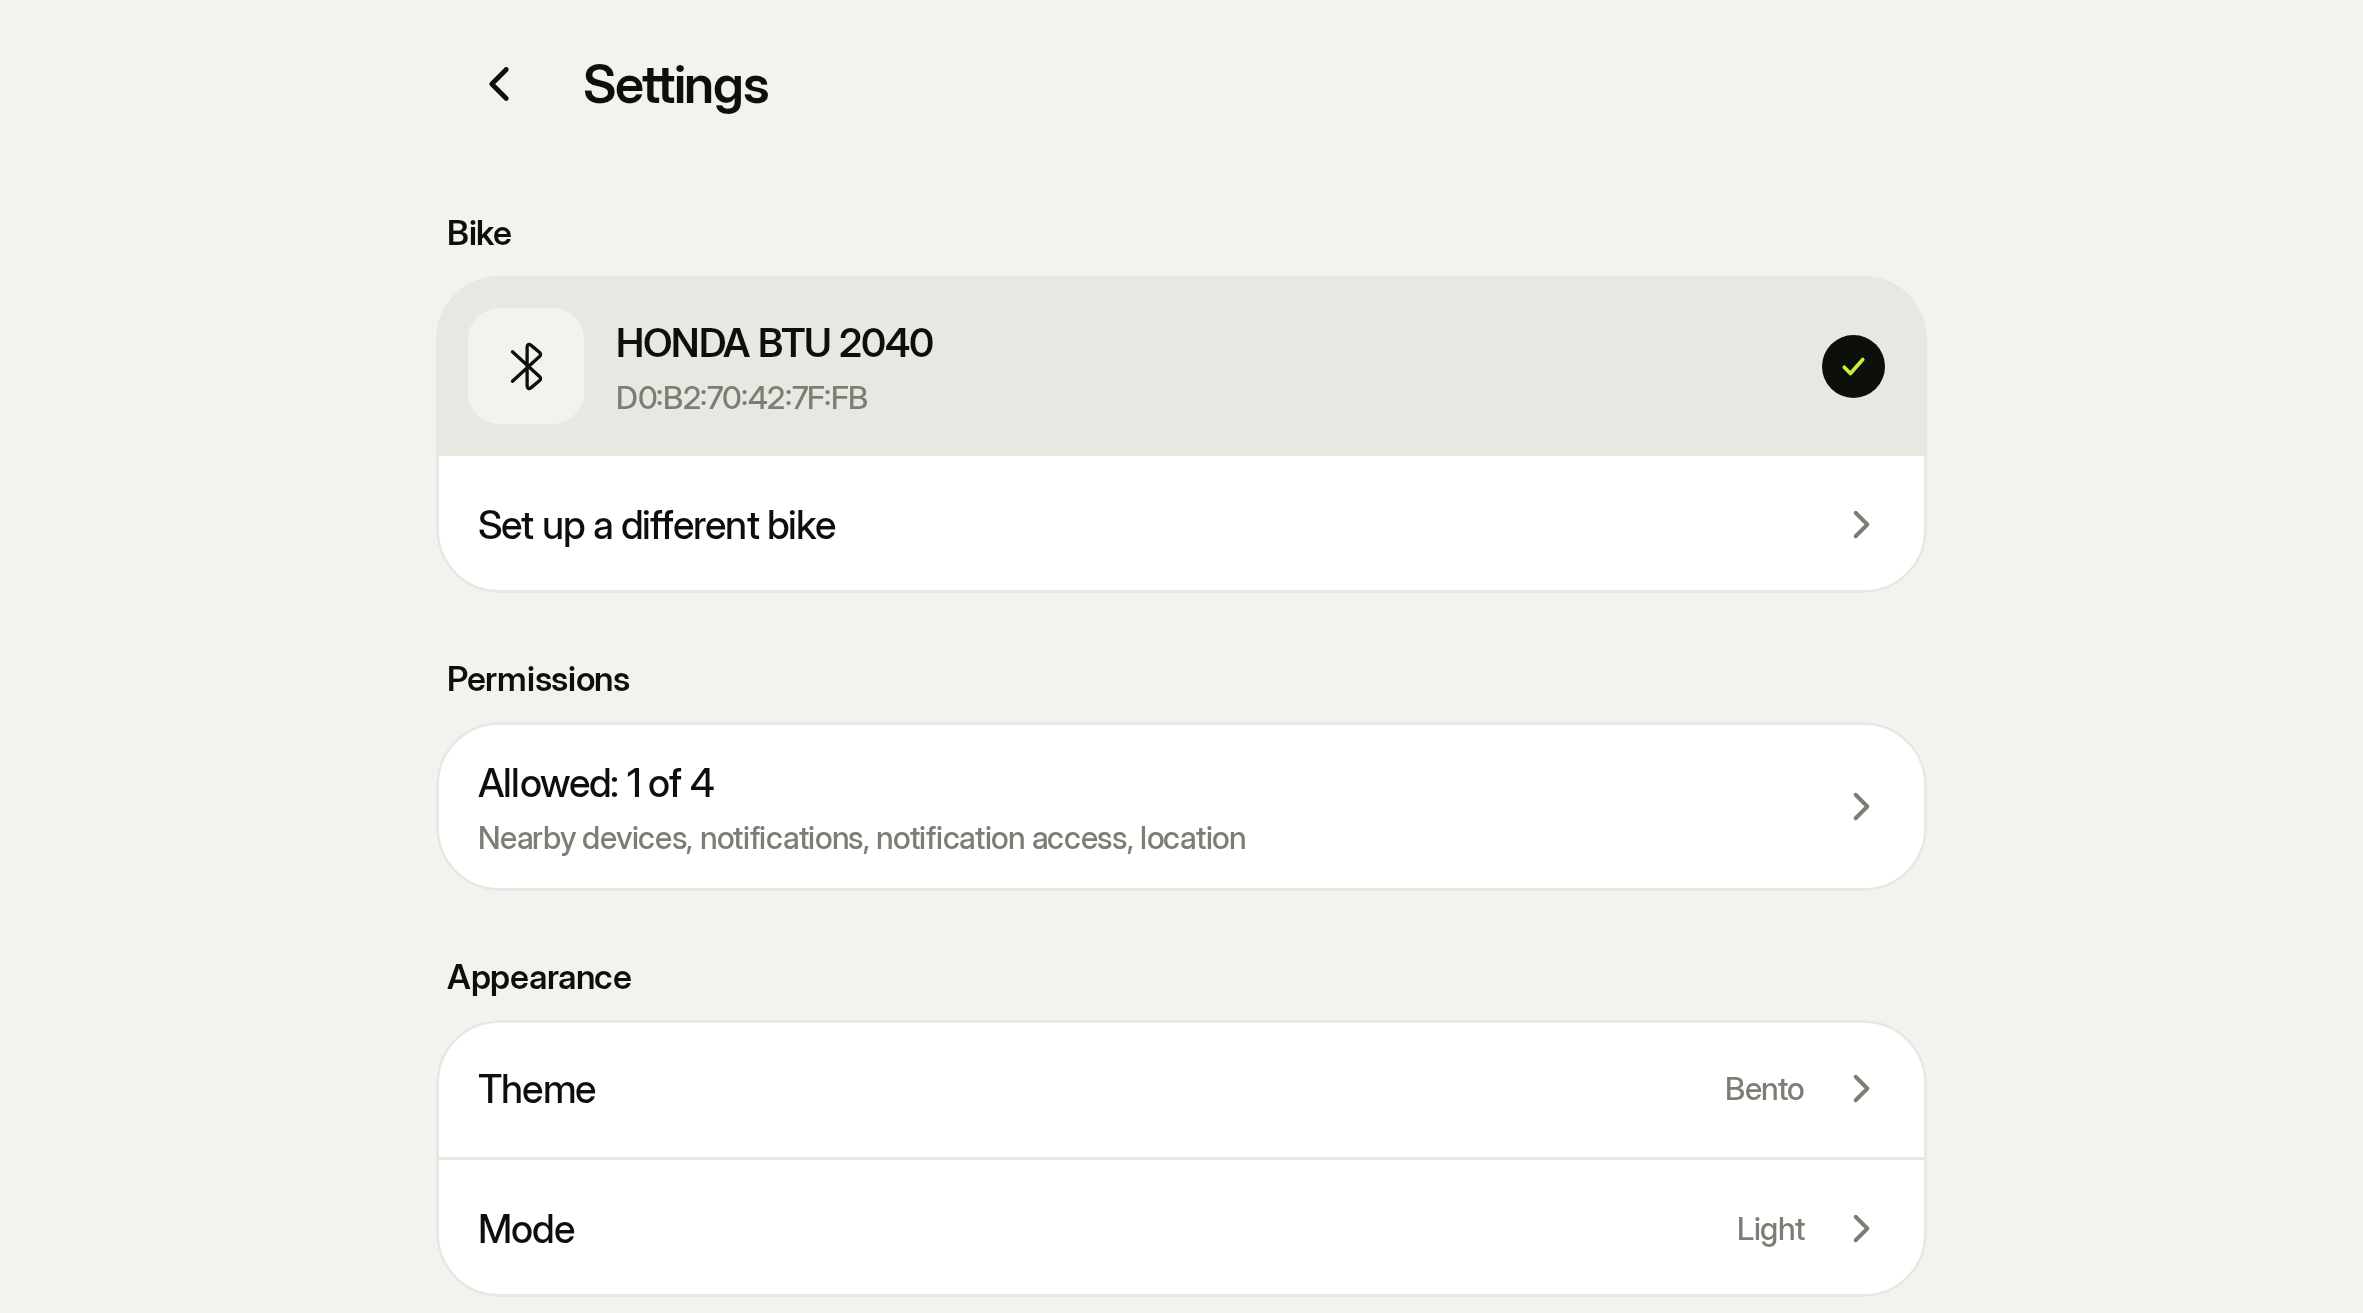 Settings
Bike
HONDA BTU 2040
D0:B2:70:42:7F:FB
Set up a different bike
Permissions
Allowed: 1 of 4
Nearby devices, notifications, notification access, location
Appearance
Theme
Bento
Mode
Light